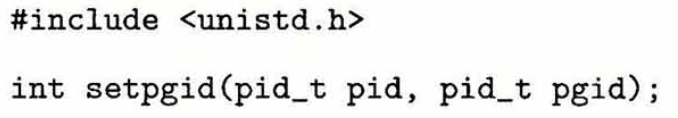 #include <unistd.h>
int setpgid(pid_t pid, pid_t pgid);